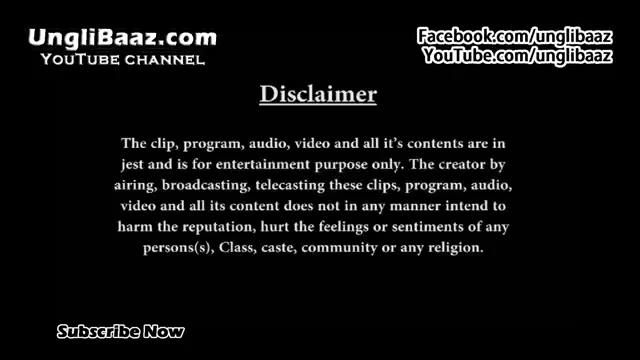 UngliBaaz.com
YouTube channel
Facebook.com/unglibaaz
YouTube.com/unglibaaz
Disclaimer
The clip, program, audio, video and all it's contents are in
jest and is for entertainment purpose only. The creator by
airing, broadcasting, telecasting these clips, program, audio,
video and all its content does not in any manner intend to
harm the reputation, hurt the feelings or sentiments of any
persons(s), Class, caste, community or any religion.
Subscribe Now